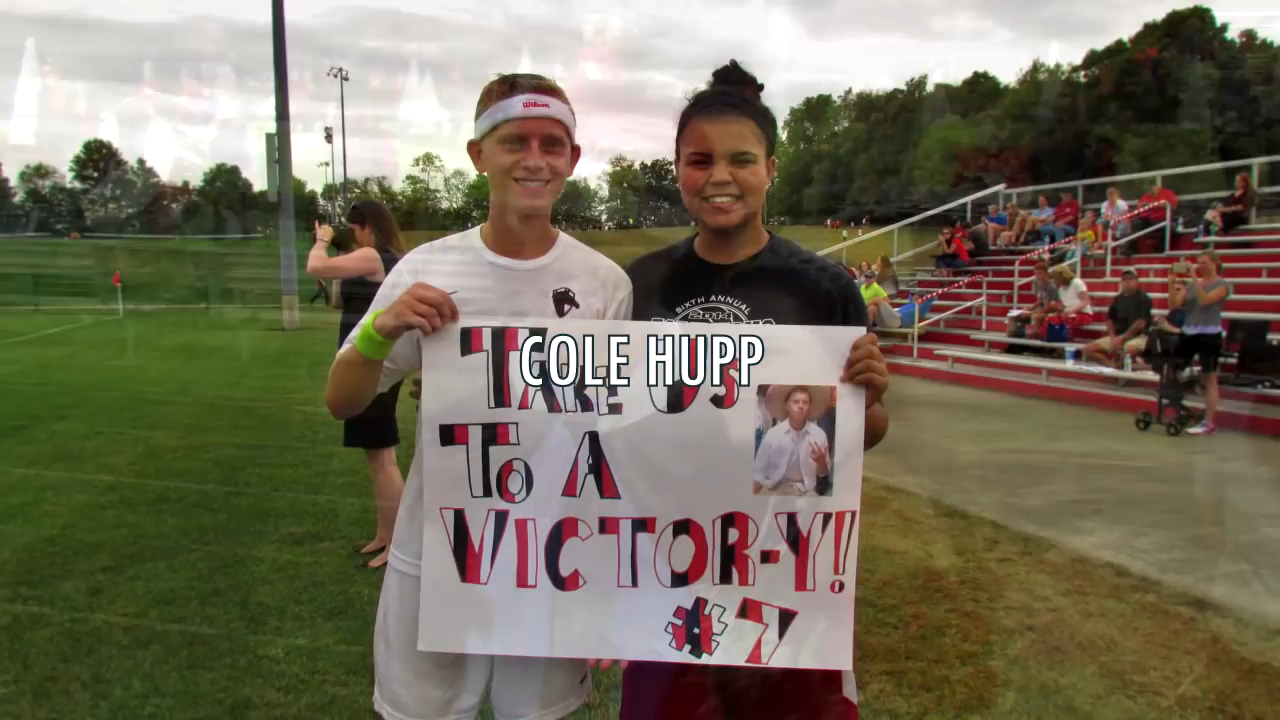 Wilson
SIXTH ANNUAL
2014
TAKE US
COLE HUPP
TO A
VICTOR-Y!
#7